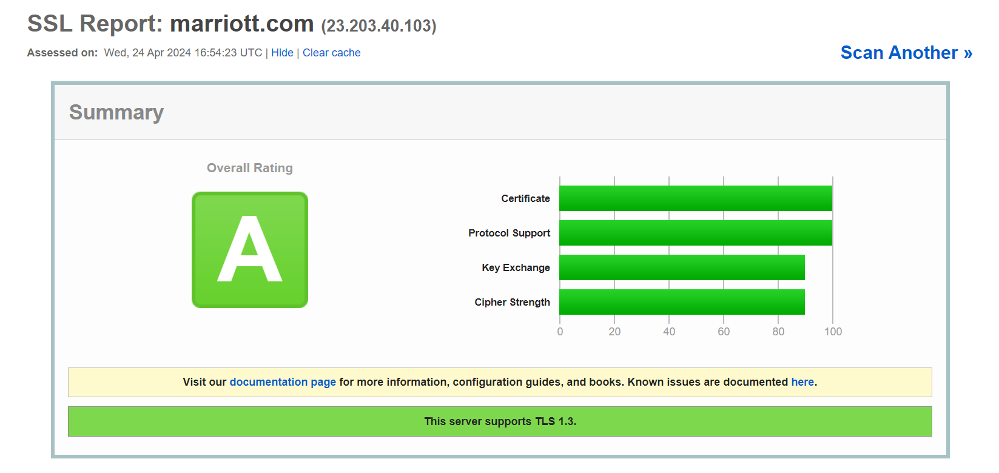 SSL Report: marriott.com (23.203.40.103)
Assessed on: Wed, 24 Apr 2024 16:54:23 UTC | Hide | Clear cache
Scan Another »
Summary
Overall Rating
A
Certificate
Protocol Support
Key Exchange
Cipher Strength
0 20 40 60 80 100
Visit our documentation page for more information, configuration guides, and books. Known issues are documented here.
This server supports TLS 1.3.